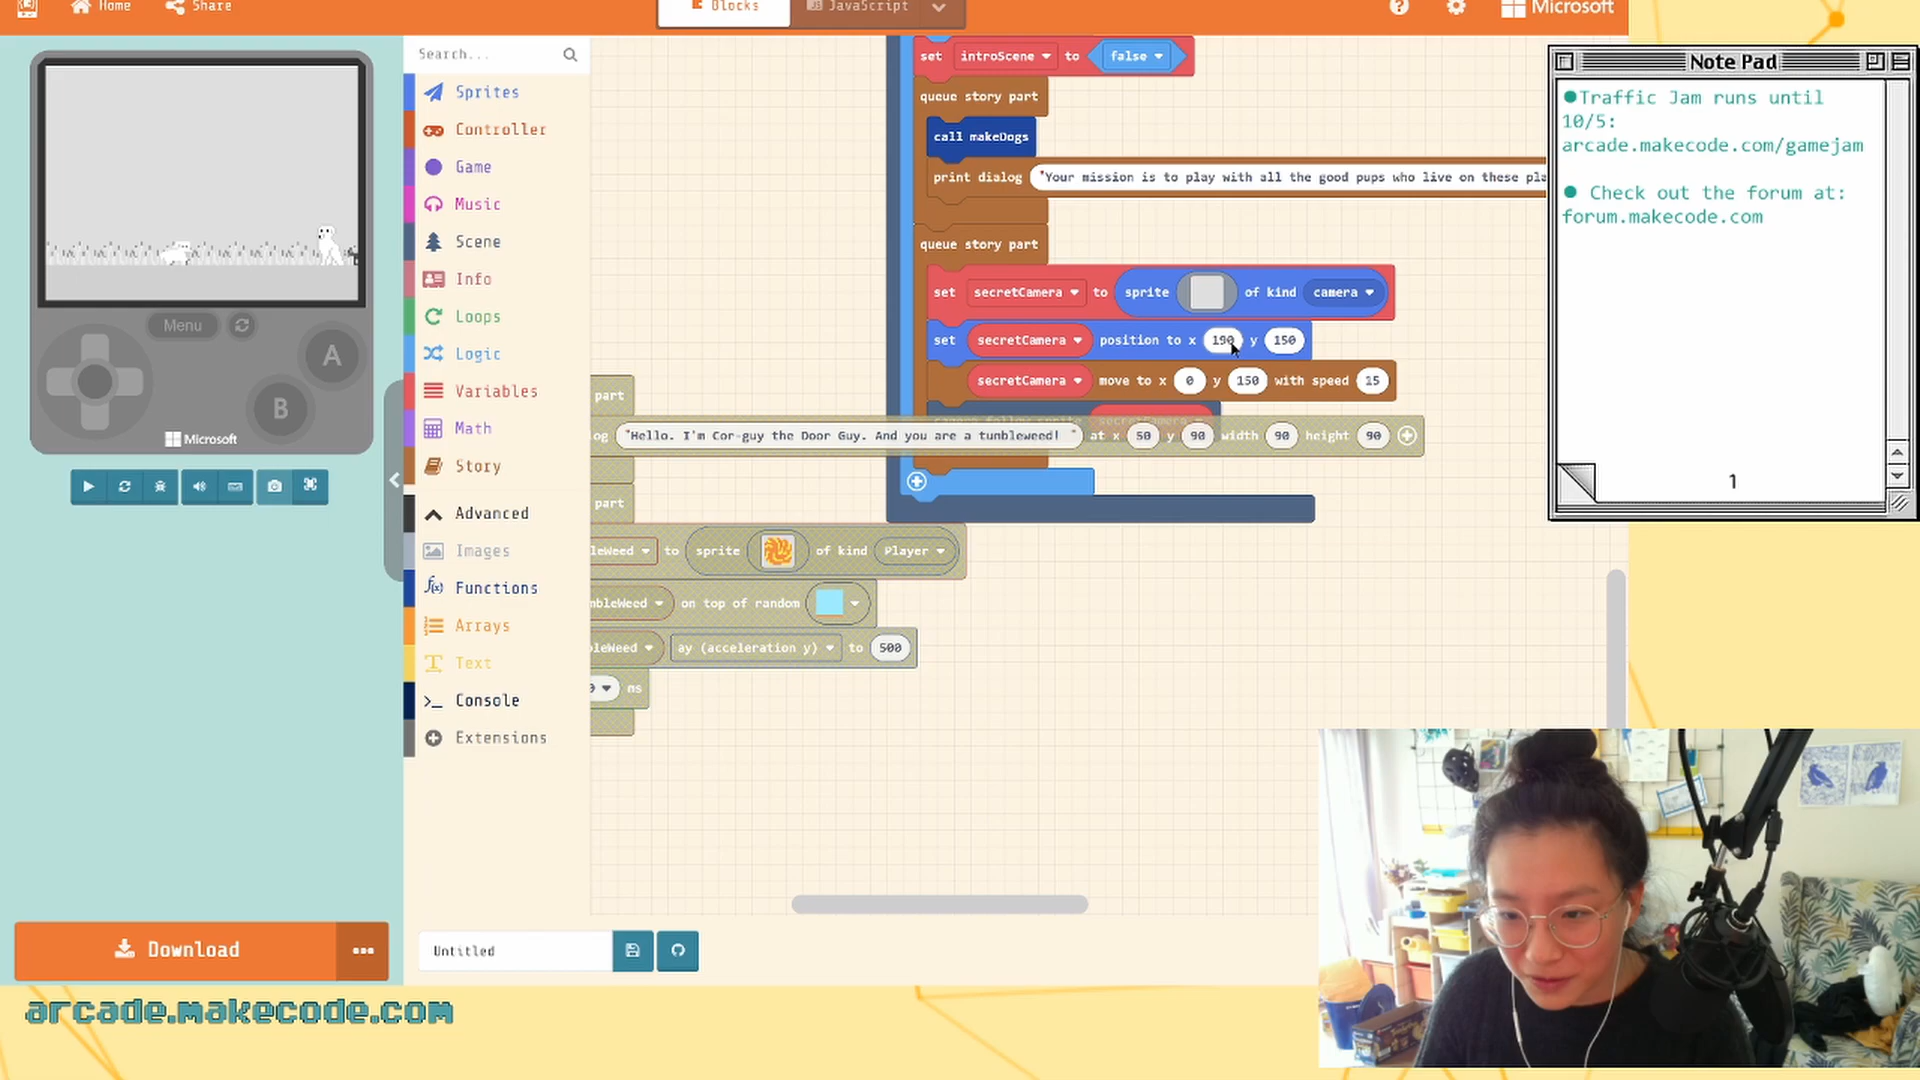 Home
Share
Blocks
JavaScript
Microsoft
Search...
Sprites
Controller
Game
Music
Scene
Info
Loops
Logic
Variables
Math
Story
Advanced
Images
Functions
Arrays
Text
Console
Extensions
Menu
A
B
Microsoft
Download
Untitled
arcade.makecode.com
set introScene to false
queue story part
call makeDogs
print dialog "Your mission is to play with all the good pups who live on these pla
queue story part
set secretCamera to sprite of kind camera
set secretCamera position to x 190 y 150
secretCamera move to x 0 y 150 with speed 15
part
log "Hello. I'm Cor-guy the Door Guy. And you are a tumbleweed! " at x 50 y 90 width 90 height 90
part
leWeed to sprite of kind Player
mbleWeed on top of random
leWeed ay (acceleration y) to 500
0 ms
Note Pad
●Traffic Jam runs until
10/5:
arcade.makecode.com/gamejam
● Check out the forum at:
forum.makecode.com
1